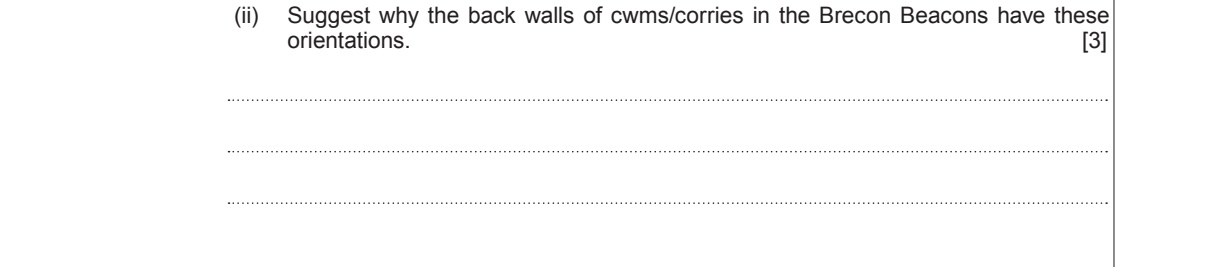 (ii) Suggest why the back walls of cwms/corries in the Brecon Beacons have these
orientations. [3]